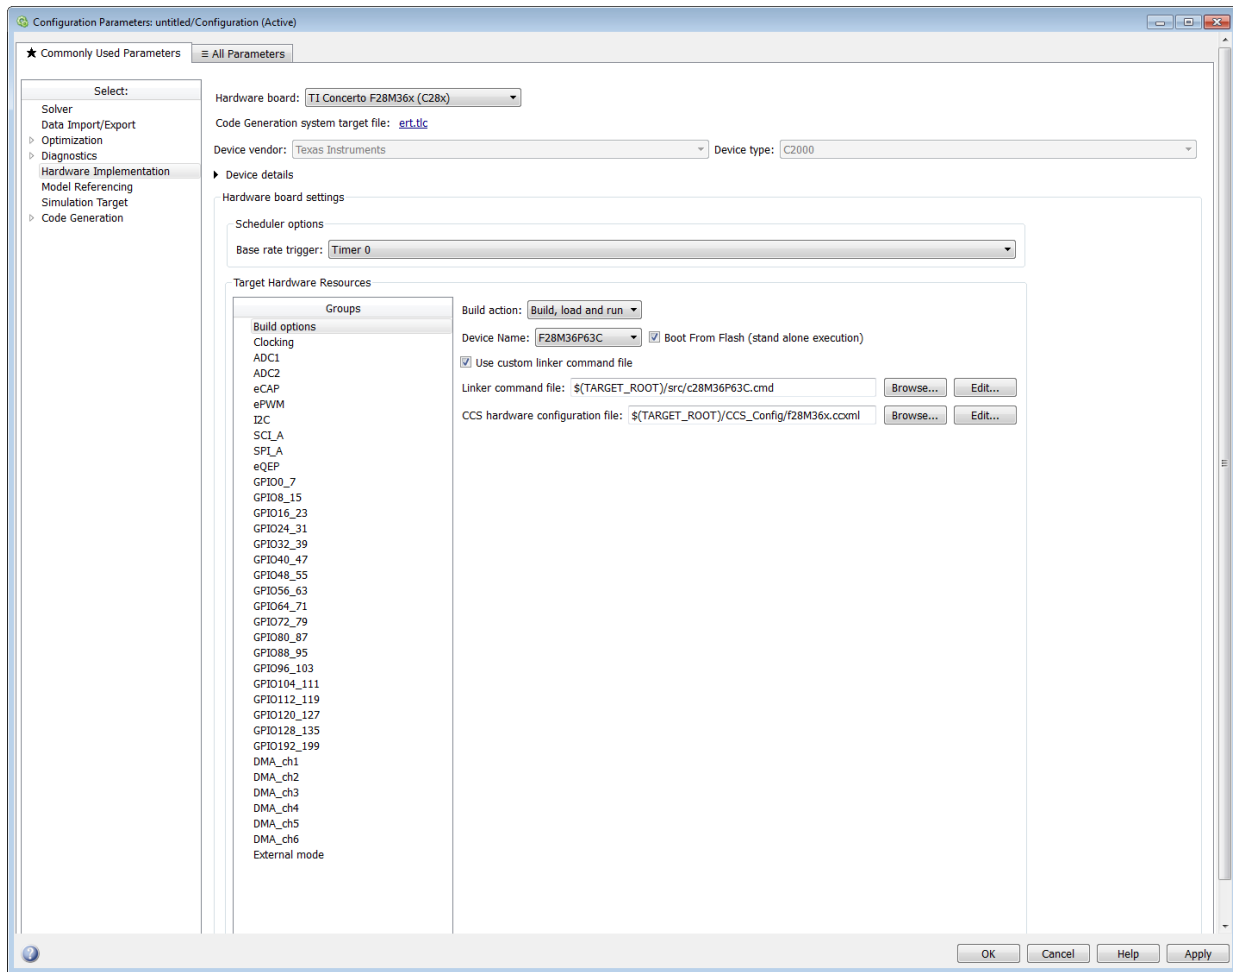 Configuration Parameters: untitled/Configuration (Active)
★ Commonly Used Parameters
≡ All Parameters
Select:
Solver
Data Import/Export
Optimization
Diagnostics
Hardware Implementation
Model Referencing
Simulation Target
Code Generation
Hardware board: TI Concerto F28M36x (C28x)
Code Generation system target file: ert.tlc
Device vendor: Texas Instruments Device type: C2000
Device details
Hardware board settings
Scheduler options
Base rate trigger: Timer 0
Target Hardware Resources
Groups
Build options
Clocking
ADC1
ADC2
eCAP
ePWM
I2C
SCI_A
SPI_A
eQEP
GPIO0_7
GPIO8_15
GPIO16_23
GPIO24_31
GPIO32_39
GPIO40_47
GPIO48_55
GPIO56_63
GPIO64_71
GPIO72_79
GPIO80_87
GPIO88_95
GPIO96_103
GPIO104_111
GPIO112_119
GPIO120_127
GPIO128_135
GPIO192_199
DMA_ch1
DMA_ch2
DMA_ch3
DMA_ch4
DMA_ch5
DMA_ch6
External mode
Build action: Build, load and run
Device Name: F28M36P63C Boot From Flash (stand alone execution)
Use custom linker command file
Linker command file: $(TARGET_ROOT)/src/c28M36P63C.cmd Browse... Edit...
CCS hardware configuration file: $(TARGET_ROOT)/CCS_Config/f28M36x.ccxml Browse... Edit...
OK Cancel Help Apply